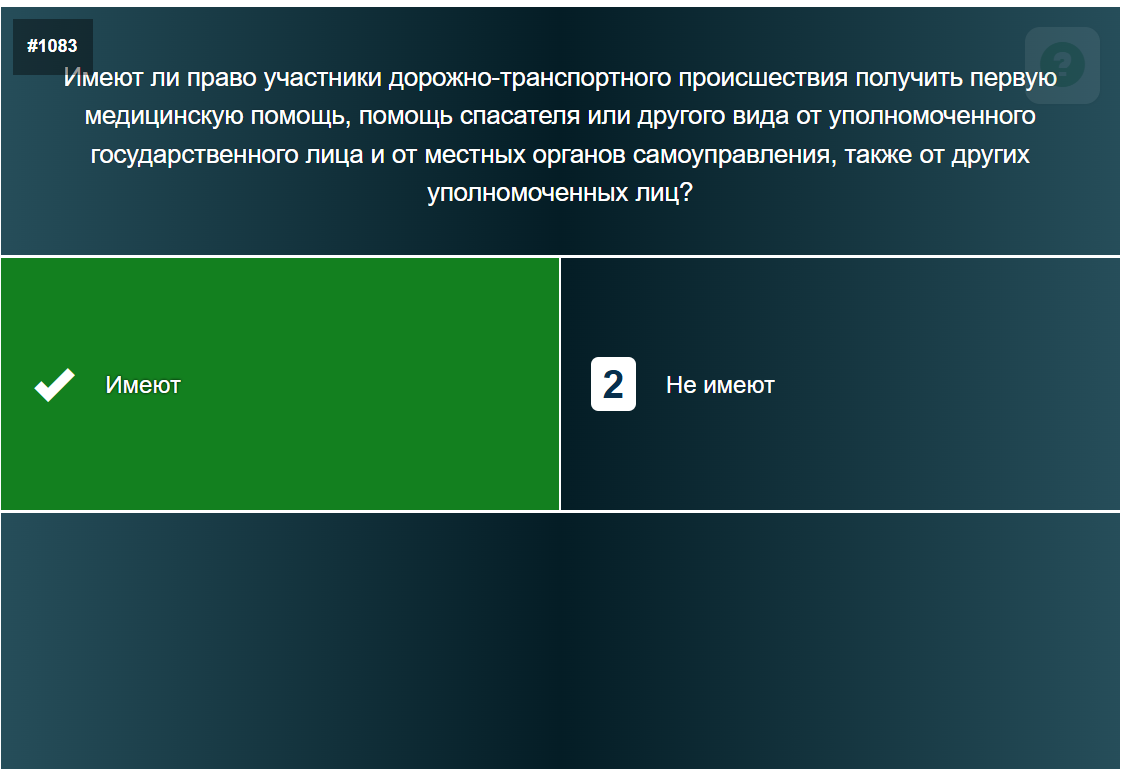 #1083
Имеют ли право участники дорожно-транспортного происшествия получить первую
медицинскую помощь, помощь спасателя или другого вида от уполномоченного
государственного лица и от местных органов самоуправления, также от других
уполномоченных лиц?
Имеют
2 Не имеют